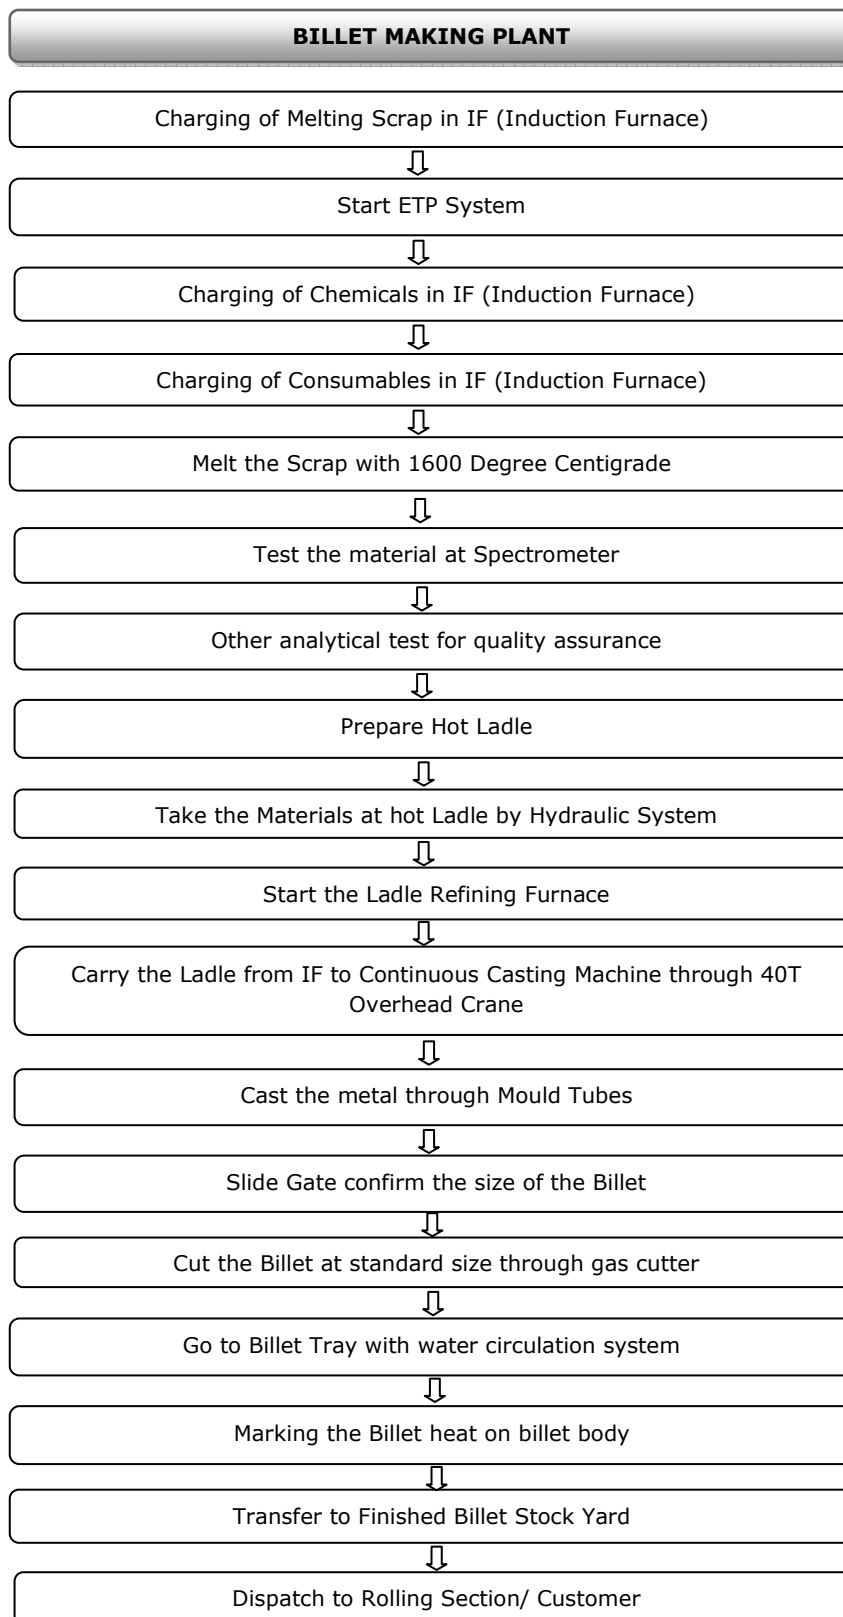 BILLET MAKING PLANT
Charging of Melting Scrap in IF (Induction Furnace)
Start ETP System
Charging of Chemicals in IF (Induction Furnace)
Charging of Consumables in IF (Induction Furnace)
Melt the Scrap with 1600 Degree Centigrade
Test the material at Spectrometer
Other analytical test for quality assurance
Prepare Hot Ladle
Take the Materials at hot Ladle by Hydraulic System
Start the Ladle Refining Furnace
Carry the Ladle from IF to Continuous Casting Machine through 40T
Overhead Crane
Cast the metal through Mould Tubes
Slide Gate confirm the size of the Billet
Cut the Billet at standard size through gas cutter
Go to Billet Tray with water circulation system
Marking the Billet heat on billet body
Transfer to Finished Billet Stock Yard
Dispatch to Rolling Section/ Customer